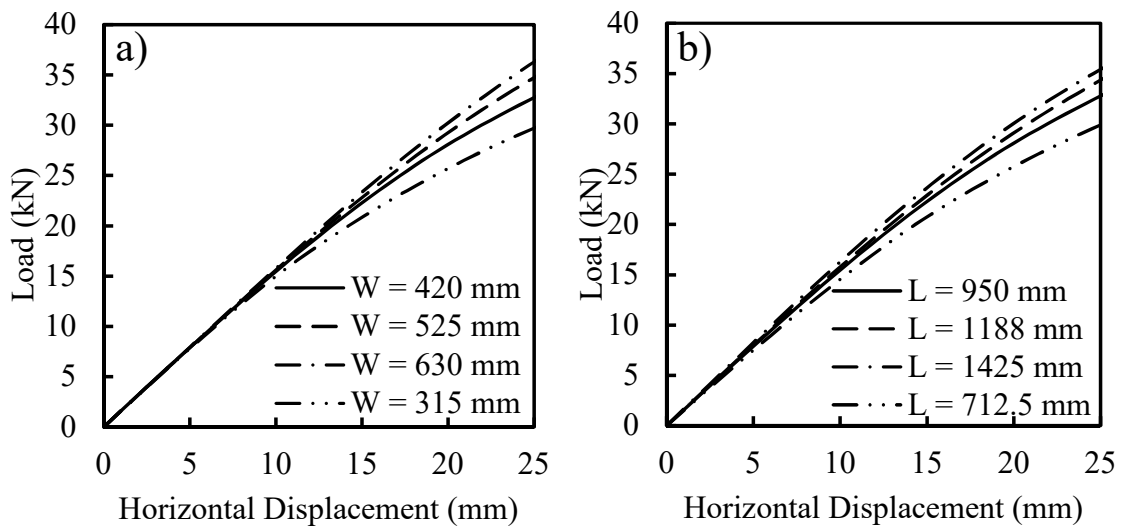 a)
Load (kN)
40
35
30
25
20
15
10
5
0
W = 420 mm
W = 525 mm
W = 630 mm
W = 315 mm
0 5 10 15 20 25
Horizontal Displacement (mm)
b)
Load (kN)
40
35
30
25
20
15
10
5
0
L = 950 mm
L = 1188 mm
L = 1425 mm
L = 712.5 mm
0 5 10 15 20 25
Horizontal Displacement (mm)